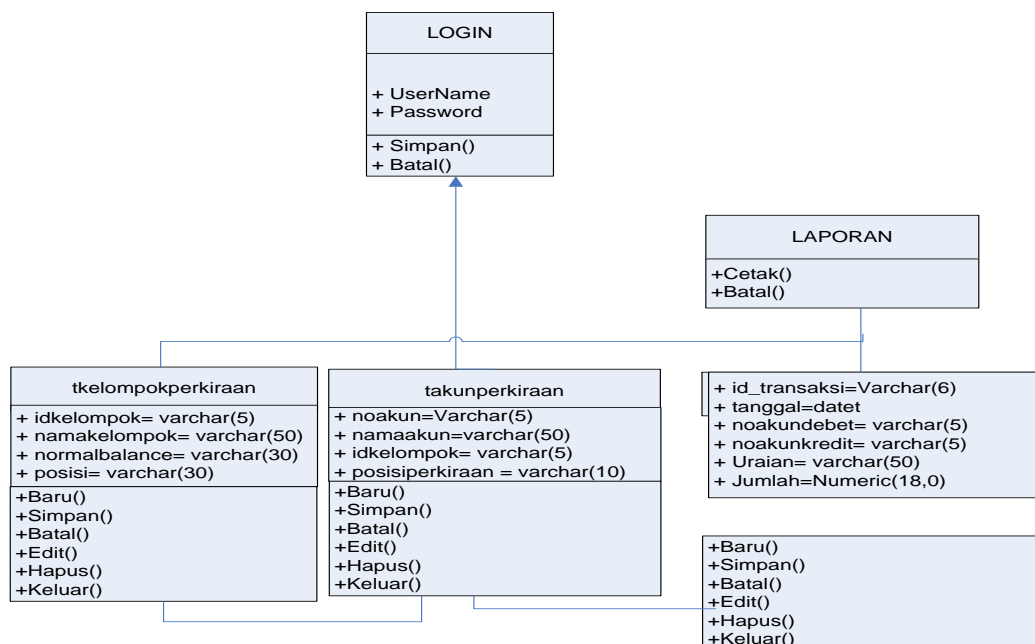 LOGIN
+ UserName
+ Password
+ Simpan()
+ Batal()
LAPORAN
+Cetak()
+Batal()
tkelompokperkiraan
+ idkelompok= varchar(5)
+ namakelompok= varchar(50)
+ normalbalance= varchar(30)
+ posisi= varchar(30)
+Baru()
+Simpan()
+Batal()
+Edit()
+Hapus()
+Keluar()
takunperkiraan
+ noakun=Varchar(5)
+ namaakun=varchar(50)
+ idkelompok= varchar(5)
+ posisiperkiraan = varchar(10)
+Baru()
+Simpan()
+Batal()
+Edit()
+Hapus()
+Keluar()
+ id_transaksi=Varchar(6)
+ tanggal=datet
+ noakundebet= varchar(5)
+ noakunkredit= varchar(5)
+ Uraian= varchar(50)
+ Jumlah=Numeric(18,0)
+Baru()
+Simpan()
+Batal()
+Edit()
+Hapus()
+Keluar()